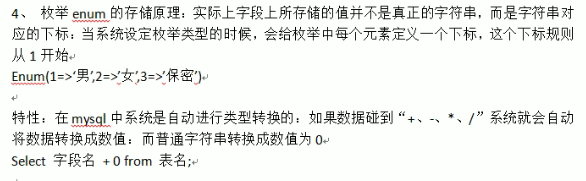 4、 枚举 enum 的存储原理：实际上字段上所存储的值并不是真正的字符串，而是字符串对
应的下标：当系统设定枚举类型的时候，会给枚举中每个元素定义一个下标，这个下标规则
从 1 开始
Enum(1=>‘男’,2=>’女’,3=>’保密’)
特性：在 mysql 中系统是自动进行类型转换的：如果数据碰到“+、-、*、/”系统就会自动
将数据转换成数值：而普通字符串转换成数值为 0
Select 字段名 + 0 from 表名;